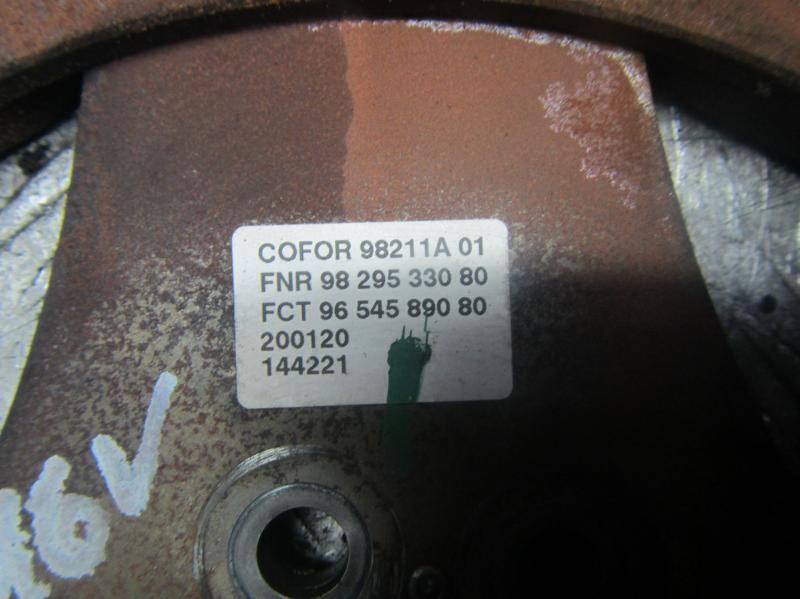 COFOR 98211A 01
FNR 98 295 330 80
FCT 96 545 890 80
200120
144221
16V